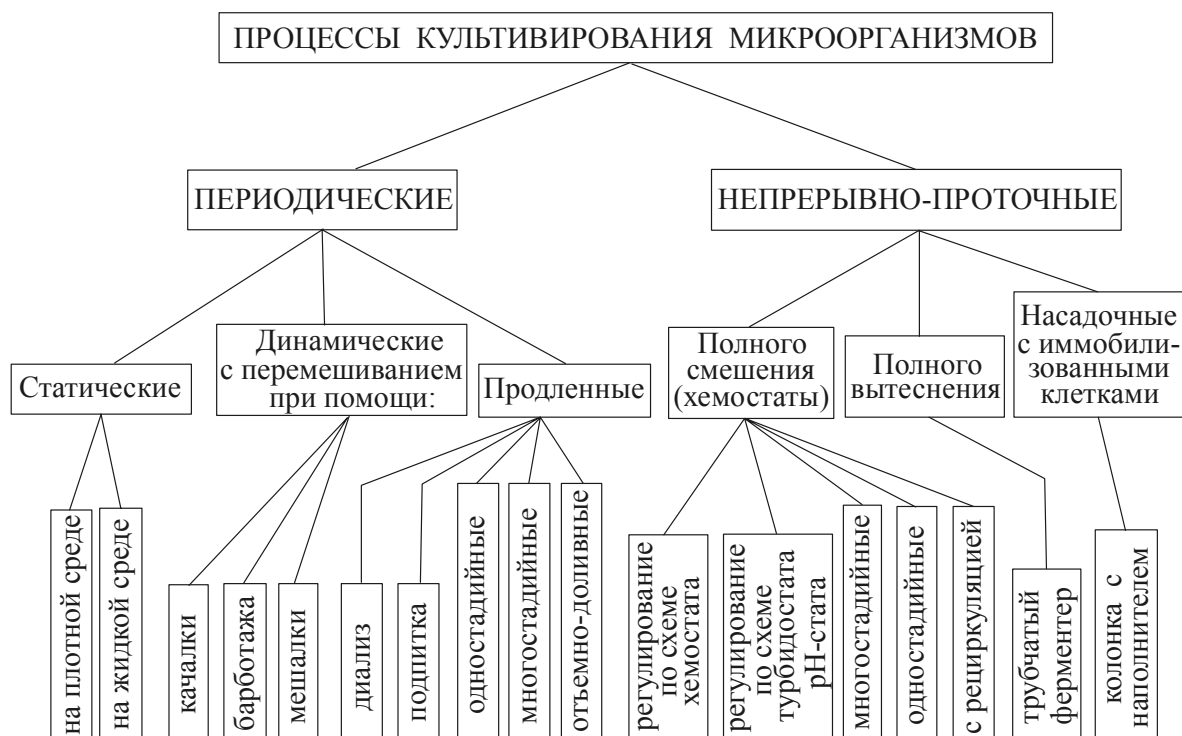 ПРОЦЕССЫ КУЛЬТИВИРОВАНИЯ МИКРООРГАНИЗМОВ
ПЕРИОДИЧЕСКИЕ
НЕПРЕРЫВНО-ПРОТОЧНЫЕ
Статические
Динамические
с перемешиванием
при помощи:
Продленные
Полного
смешения
(хемостаты)
Полного
вытеснения
Насадочные
с иммобили-
зованными
клетками
на плотной среде
на жидкой среде
качалки
барботажа
мешалки
диализ
подпитка
одностадийные
многостадийные
отъемно-доливные
регулирование
по схеме
хемостата
регулирование
по схеме
турбидостата
pH-стата
многостадийные
одностадийные
с рециркуляцией
трубчатый
ферментер
колонка с
наполнителем